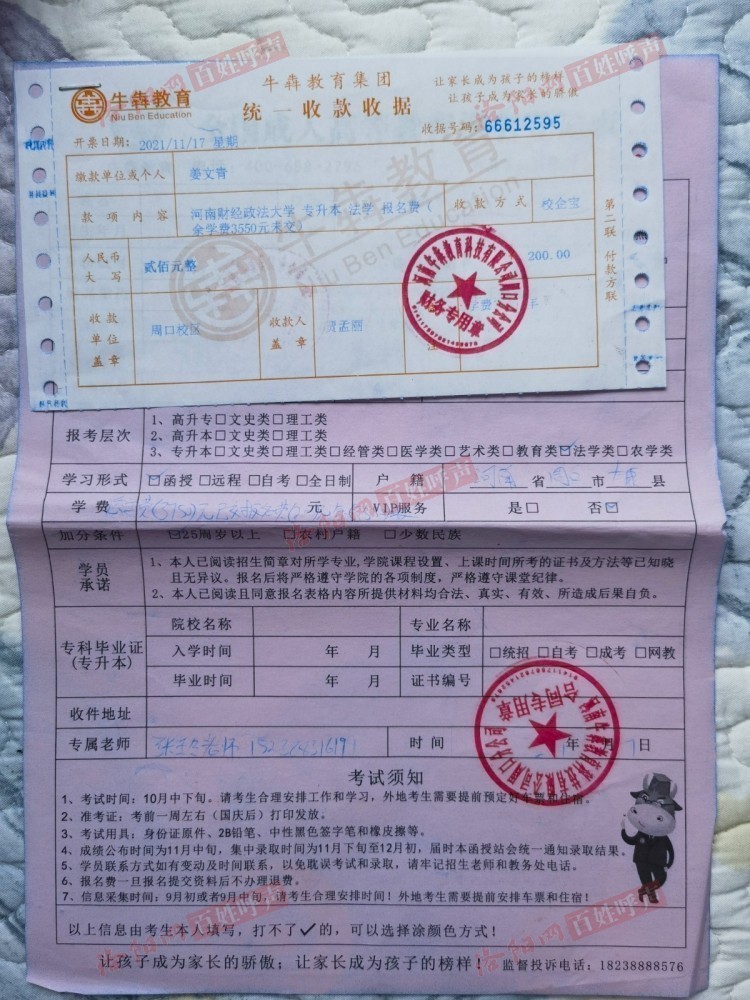 牛犇教育
Niu Ben Education
牛犇教育集团
统一收款收据
让家长成为孩子的榜样
让孩子成为家长的骄傲
收据号码:66612595
开票日期: 2021/11/17 星期
缴款单位或个人 姜文霄
款项内容 河南财经政法大学 专升本 法学 报名费(
余学费3550元未交)
收款方式 校企宝
人民币
大写
贰佰元整
200.00
收款
单位
盖章
周口校区
收款人
盖章
贺孟丽
第二联 付款方联
财务专用章
报考层次
1、高升专□文史类□理工类
2、高升本□文史类□理工类
3、专升本□文史类□理工类□经管类□医学类□艺术类□教育类☑法学类□农学类
学习形式 ☑函授 □远程 □自考 □全日制 户籍 河南 省 周口 市 县
学费 元 VIP服务 是□ 否☑
加分条件 ☑25周岁以上 □农村户籍 □少数民族
学员
承诺
1、本人已阅读招生简章对所学专业,学院课程设置、上课时间所考的证书及方法等已知晓
且无异议。报名后将严格遵守学院的各项制度,严格遵守课堂纪律。
2、本人已阅读且同意报名表格内容所提供材料均合法、真实、有效、所造成后果自负。
专科毕业证
(专升本)
院校名称 专业名称
入学时间 年 月 毕业类型 □统招 □自考 □成考 □网教
毕业时间 年 月 证书编号
收件地址
专属老师 时间 年 月 日
合同专用章
考试须知
1、考试时间:10月中下旬。请考生合理安排工作和学习,外地考生需要提前预定好车票和住宿。
2、准考证:考前一周左右(国庆后)打印发放。
3、考试用具:身份证原件、2B铅笔、中性黑色签字笔和橡皮擦等。
4、成绩公布时间为11月中旬,集中录取时间为11月下旬至12月初,届时本函授站会统一通知录取结果。
5、学员联系方式如有变动及时间联系,以免耽误考试和录取,请牢记招生老师和教务处电话。
6、报名费一旦报名提交资料后不办理退费。
7、信息采集时间:9月初或者9月中旬,请考生合理安排时间!外地考生需要提前安排车票和住宿!
以上信息由考生本人填写,打不了✓的,可以选择涂颜色方式!
让孩子成为家长的骄傲;让家长成为孩子的榜样! 监督投诉电话:18238888576
百姓呼声